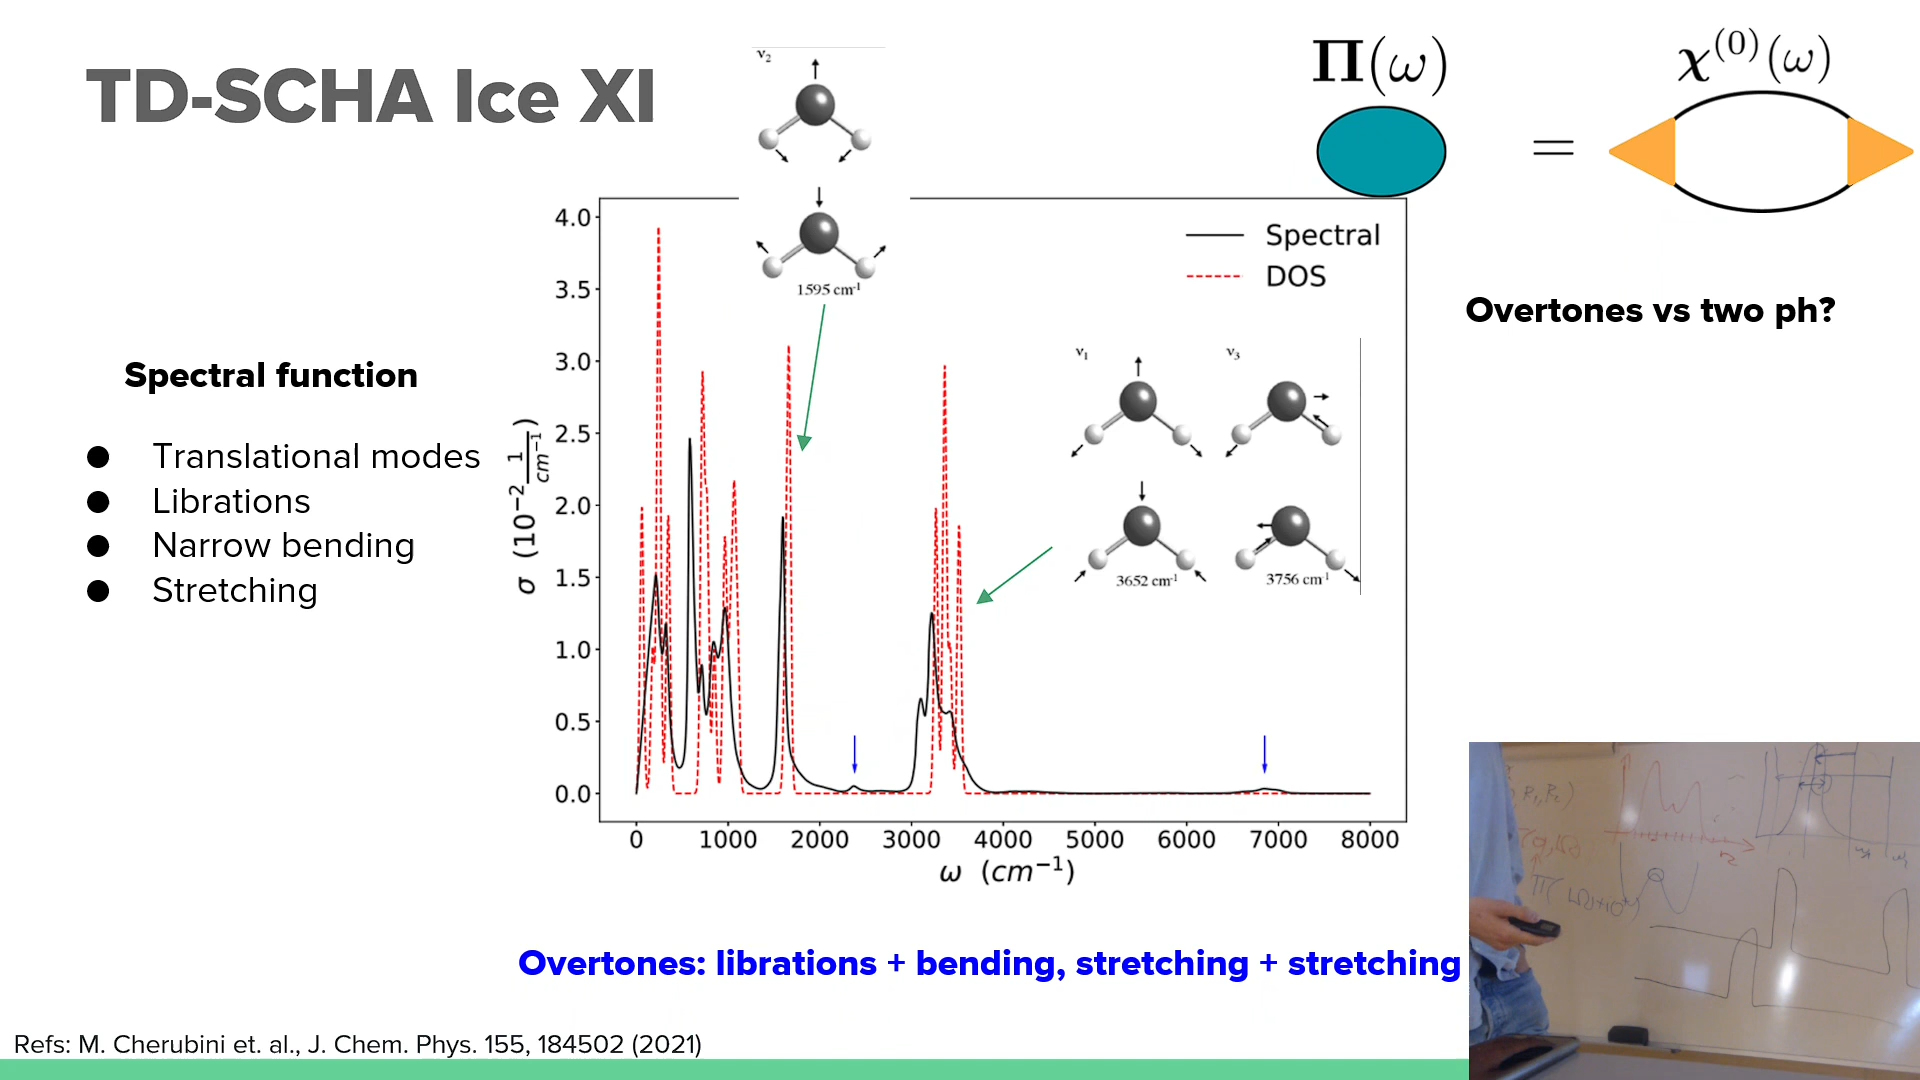 TD-SCHA Ice XI
ν2
1595 cm-1
Π(ω)
=
χ(0)(ω)
Overtones vs two ph?
Spectral function
● Translational modes
● Librations
● Narrow bending
● Stretching
Spectral
DOS
ν1
ν3
3652 cm-1
3756 cm-1
4.0
3.5
3.0
2.5
2.0
1.5
1.0
0.5
0.0
σ (10−2 1/cm−1)
0 1000 2000 3000 4000 5000 6000 7000 8000
ω (cm−1)
Overtones: librations + bending, stretching + stretching
Refs: M. Cherubini et. al., J. Chem. Phys. 155, 184502 (2021)